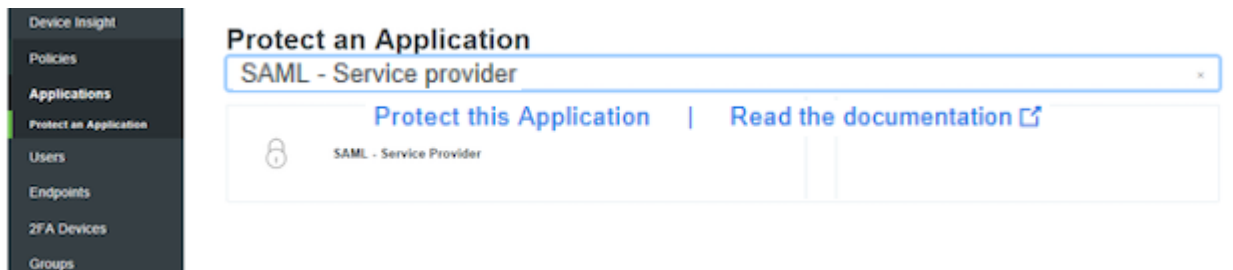 Device Insight
Policies
Applications
Protect an Application
Users
Endpoints
2FA Devices
Groups
Protect an Application
SAML - Service provider ×
Protect this Application | Read the documentation
SAML - Service Provider